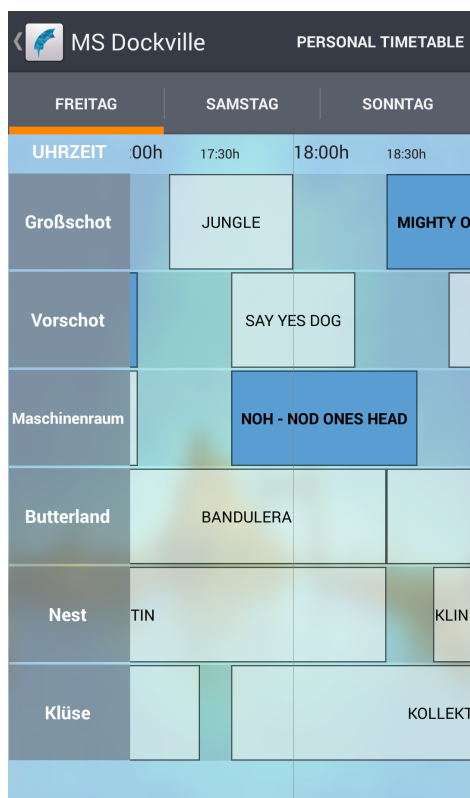 MS Dockville
PERSONAL TIMETABLE
FREITAG SAMSTAG SONNTAG
UHRZEIT :00h 17:30h 18:00h 18:30h
Großschot JUNGLE MIGHTY O
Vorschot SAY YES DOG
Maschinenraum NOH - NOD ONES HEAD
Butterland BANDULERA
Nest TIN KLIN
Klüse KOLLEKT